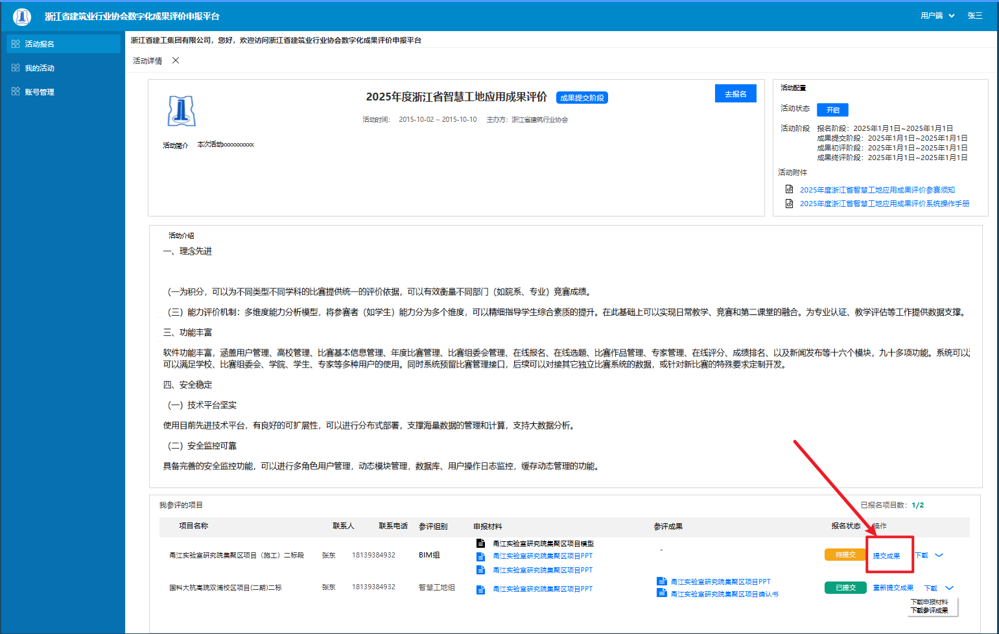 浙江省建筑业行业协会数字化成果评价申报平台
用户端 张三
活动报名
我的活动
账号管理
浙江省建工集团有限公司，您好，欢迎访问浙江省建筑业行业协会数字化成果评价申报平台
活动详情
2025年度浙江省智慧工地应用成果评价 成果提交阶段
去报名
活动时间： 2015-10-02 ~ 2015-10-10 主办方：浙江省建筑行业协会
活动简介 本次活动xxxxxxxxxx
活动配置
活动状态 开启
活动阶段 报名阶段：2025年1月1日~2025年1月1日
成果提交阶段：2025年1月1日~2025年1月1日
成果初评阶段：2025年1月1日~2025年1月1日
成果终评阶段：2025年1月1日~2025年1月1日
活动附件
2025年度浙江省智慧工地应用成果评价参赛须知
2025年度浙江省智慧工地应用成果评价系统操作手册
活动介绍
一、理念先进
（一为积分，可以为不同类型不同学科的比赛提供统一的评价依据，可以有效衡量不同部门（如院系、专业）竞赛成绩。
（三）能力评价机制：多维度能力分析模型，将参赛者（如学生）能力分为多个维度，可以精细指导学生综合素质的提升。在此基础上可以实现日常教学、竞赛和第二课堂的融合。为专业认证、教学评估等工作提供数据支撑。
三、功能丰富
软件功能丰富，涵盖用户管理、高校管理、比赛基本信息管理、年度比赛管理、比赛组委会管理、在线报名、在线选题、比赛作品管理、专家管理、在线评分、成绩排名、以及新闻发布等十六个模块，九十多项功能。系统可以
可以满足学校、比赛组委会、学院、学生、专家等多种用户的使用。同时系统预留比赛管理接口，后续可以对接其它独立比赛系统的数据，或针对新比赛的特殊要求定制开发。
四、安全稳定
（一）技术平台坚实
使用目前先进技术平台，有良好的可扩展性，可以进行分布式部署，支撑海量数据的管理和计算，支持大数据分析。
（二）安全监控可靠
具备完善的安全监控功能，可以进行多角色用户管理，动态模块管理，数据库、用户操作日志监控，缓存动态管理的功能。
我参评的项目
已报名项目数：1/2
项目名称 联系人 联系电话 参评组别 申报材料 参评成果 报名状态 操作
甬江实验室研究院集聚区项目（施工）二标段 张东 18139384932 BIM组
甬江实验室研究院集聚区项目模型
甬江实验室研究院集聚区项目PPT
甬江实验室研究院集聚区项目PPT
-
待提交 提交成果 下载
国科大杭高院双浦校区项目(二期)二标 张东 18139384932 智慧工地组
甬江实验室研究院集聚区项目PPT
甬江实验室研究院集聚区项目PPT
甬江实验室研究院集聚区项目确认书
已提交 重新提交成果 下载
下载申报材料
下载参评成果